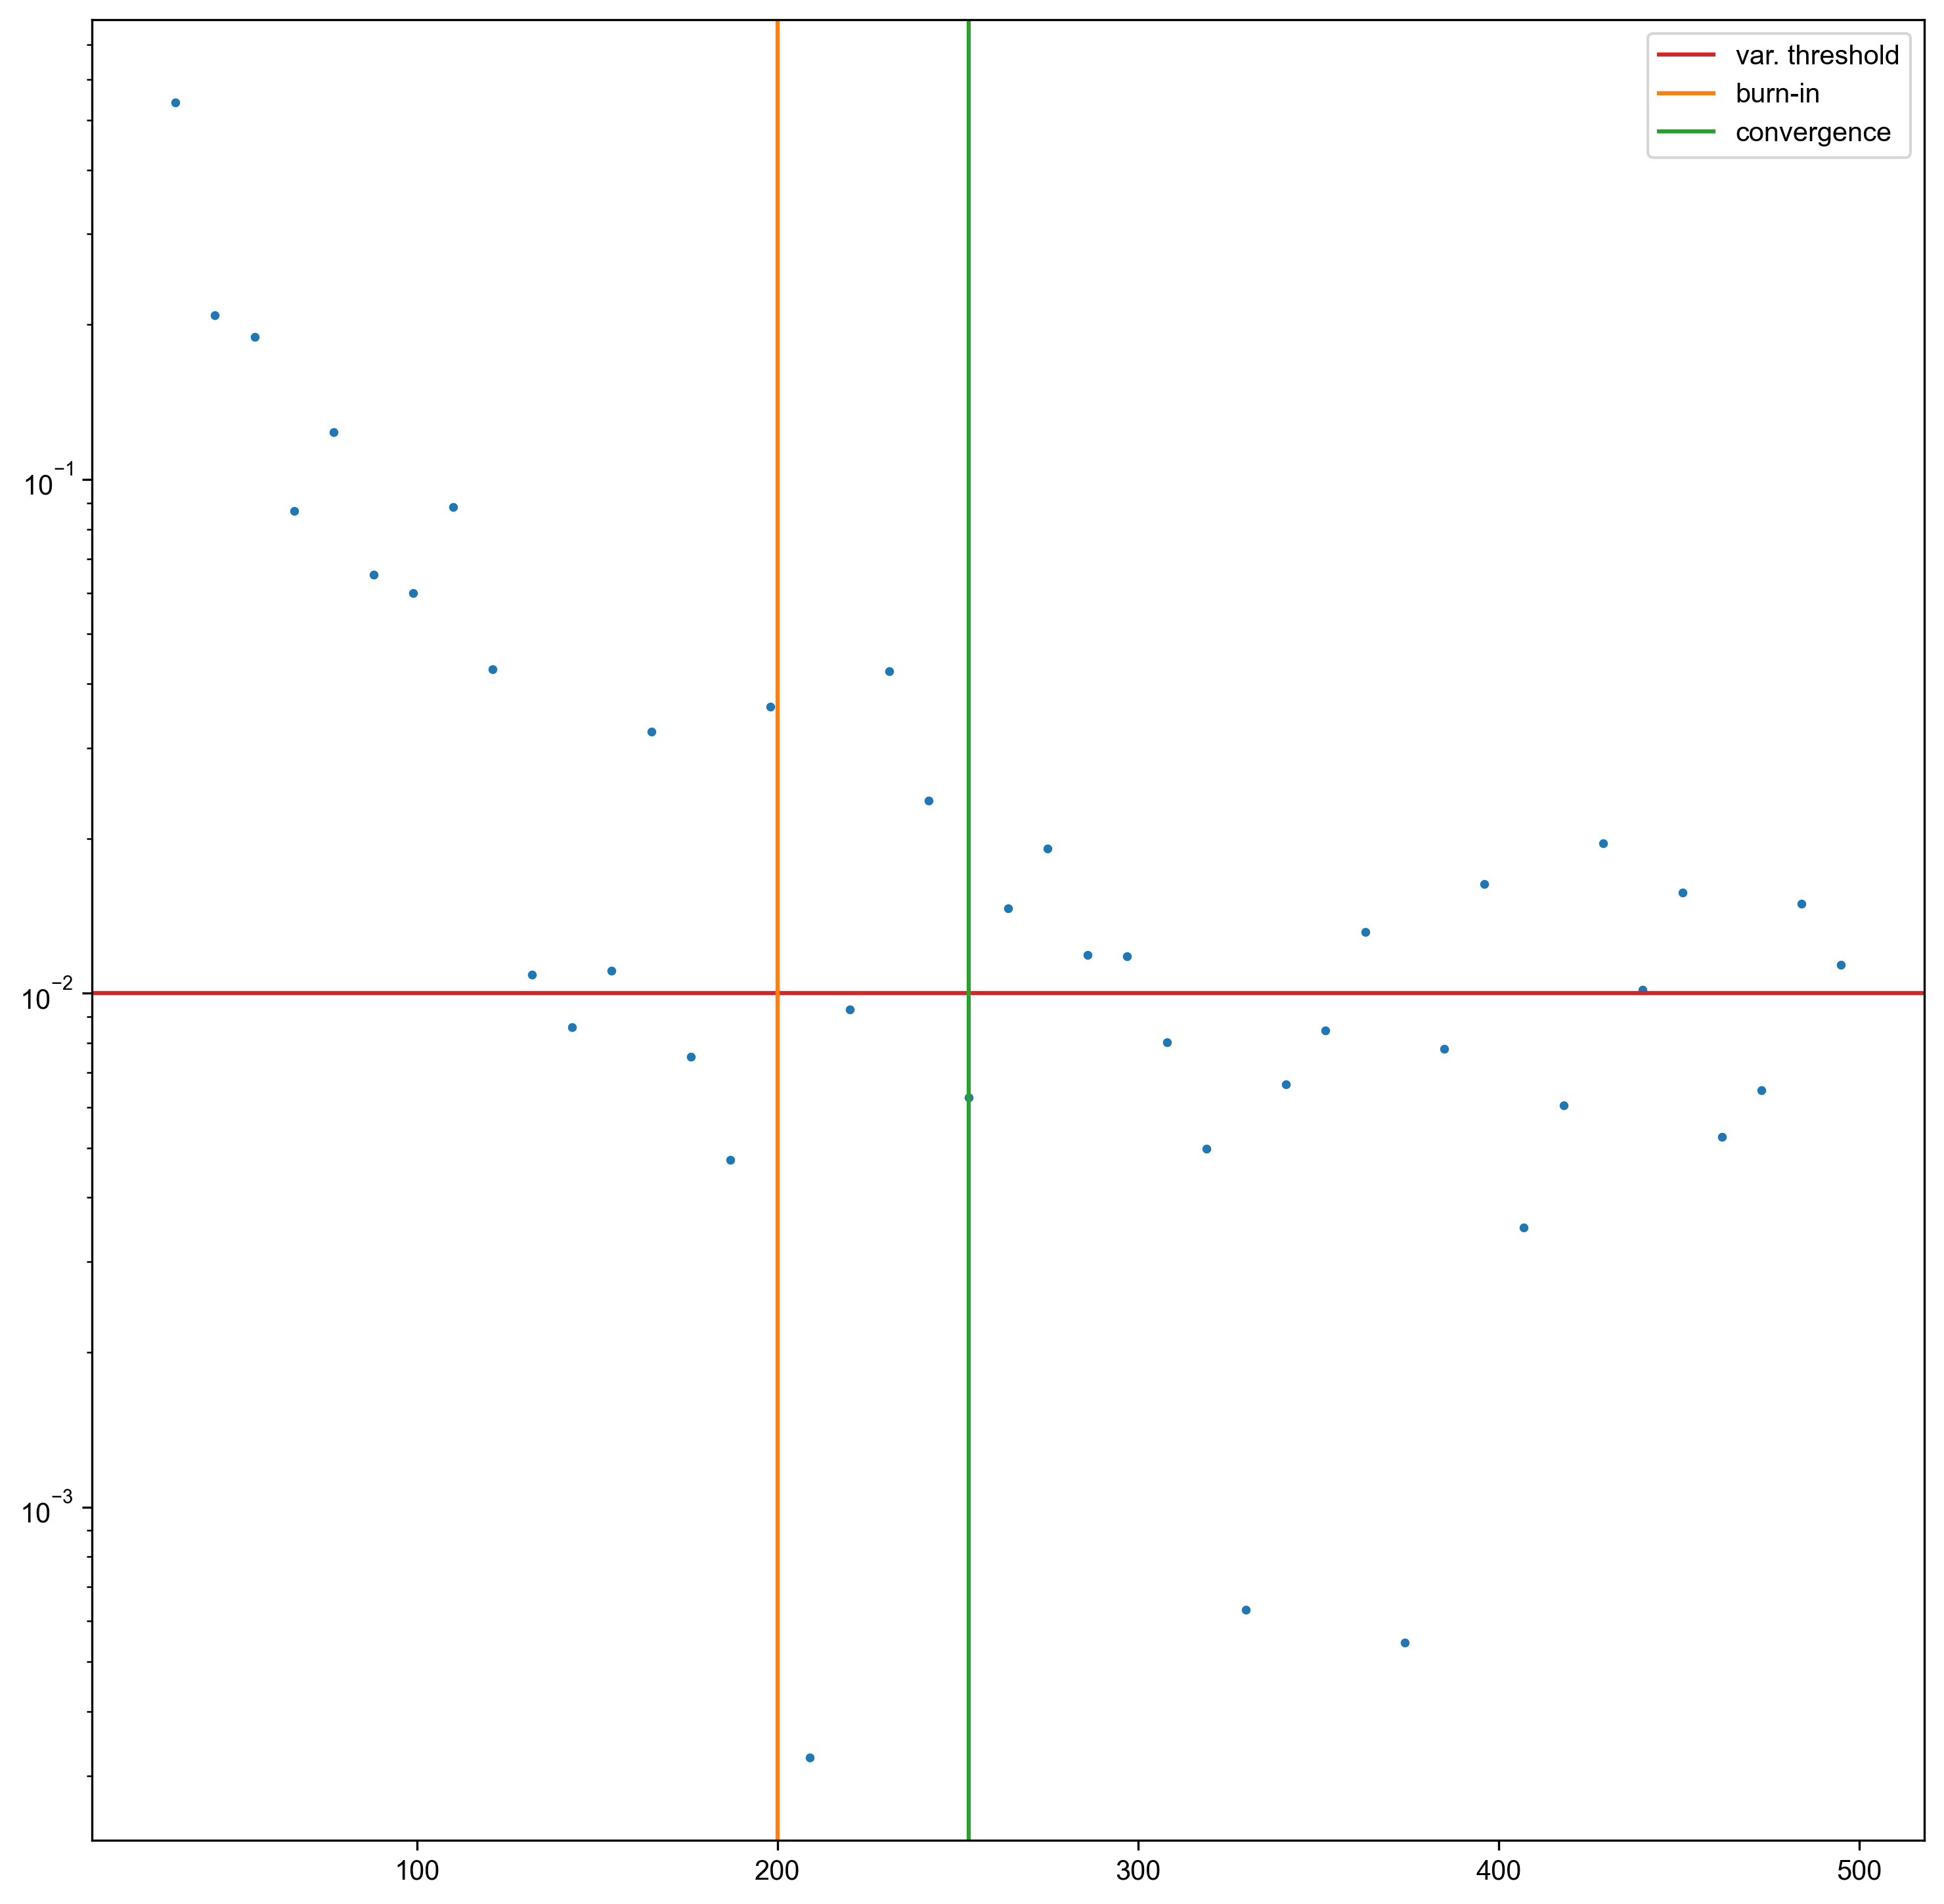 var. threshold
burn-in
convergence
10⁻¹
10⁻²
10⁻³
100 200 300 400 500